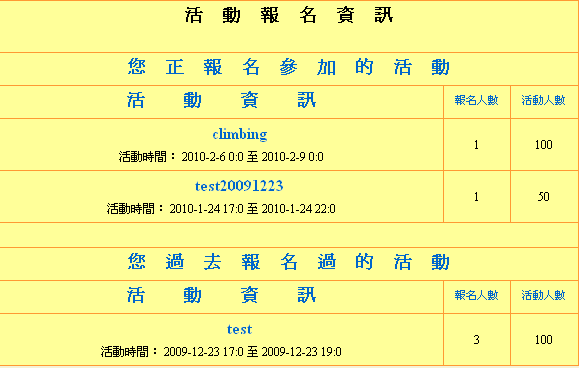 活動報名資訊
您正報名參加的活動
活動資訊 報名人數 活動人數
climbing
活動時間： 2010-2-6 0:0 至 2010-2-9 0:0 1 100
test20091223
活動時間： 2010-1-24 17:0 至 2010-1-24 22:0 1 50
您過去報名過的活動
活動資訊 報名人數 活動人數
test
活動時間： 2009-12-23 17:0 至 2009-12-23 19:0 3 100